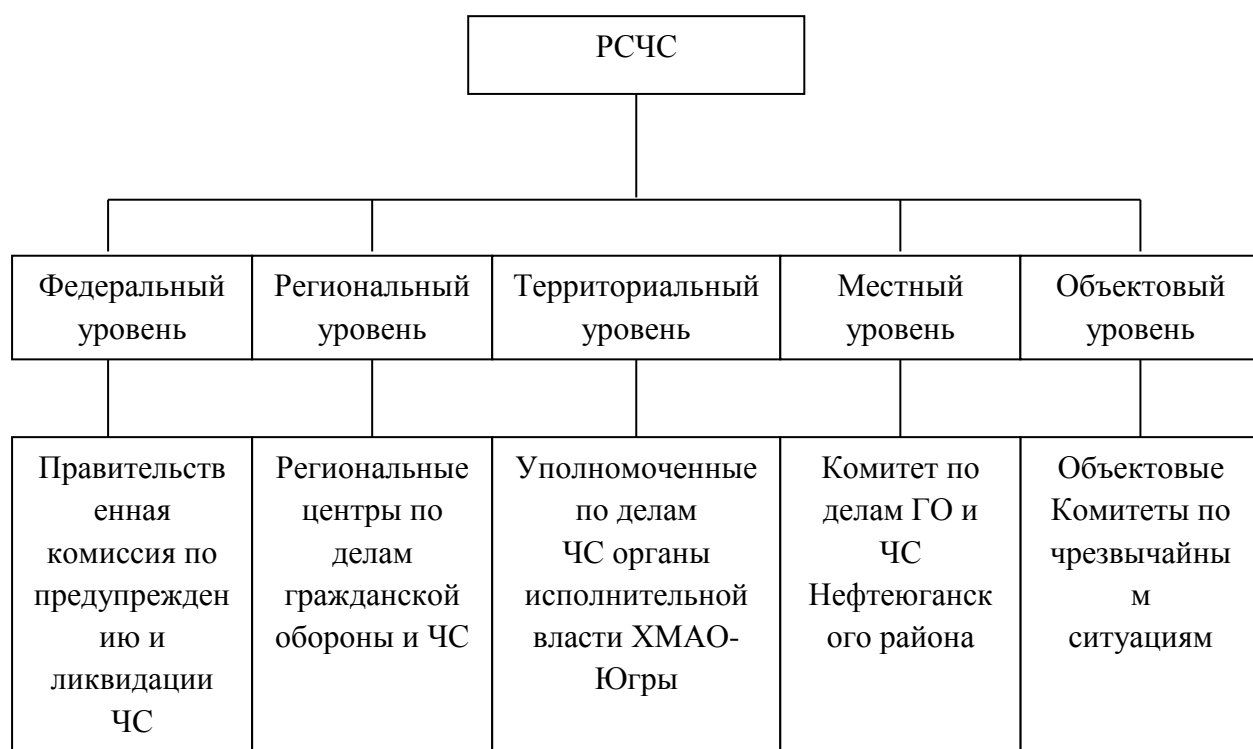 РСЧС
Федеральный
уровень
Региональный
уровень
Территориальный
уровень
Местный
уровень
Объектовый
уровень
Правительств
енная
комиссия по
предупрежден
ию и
ликвидации
ЧС
Региональные
центры по
делам
гражданской
обороны и ЧС
Уполномоченные
по делам
ЧС органы
исполнительной
власти ХМАО-
Югры
Комитет по
делам ГО и
ЧС
Нефтеюганск
ого района
Объектовые
Комитеты по
чрезвычайны
м
ситуациям